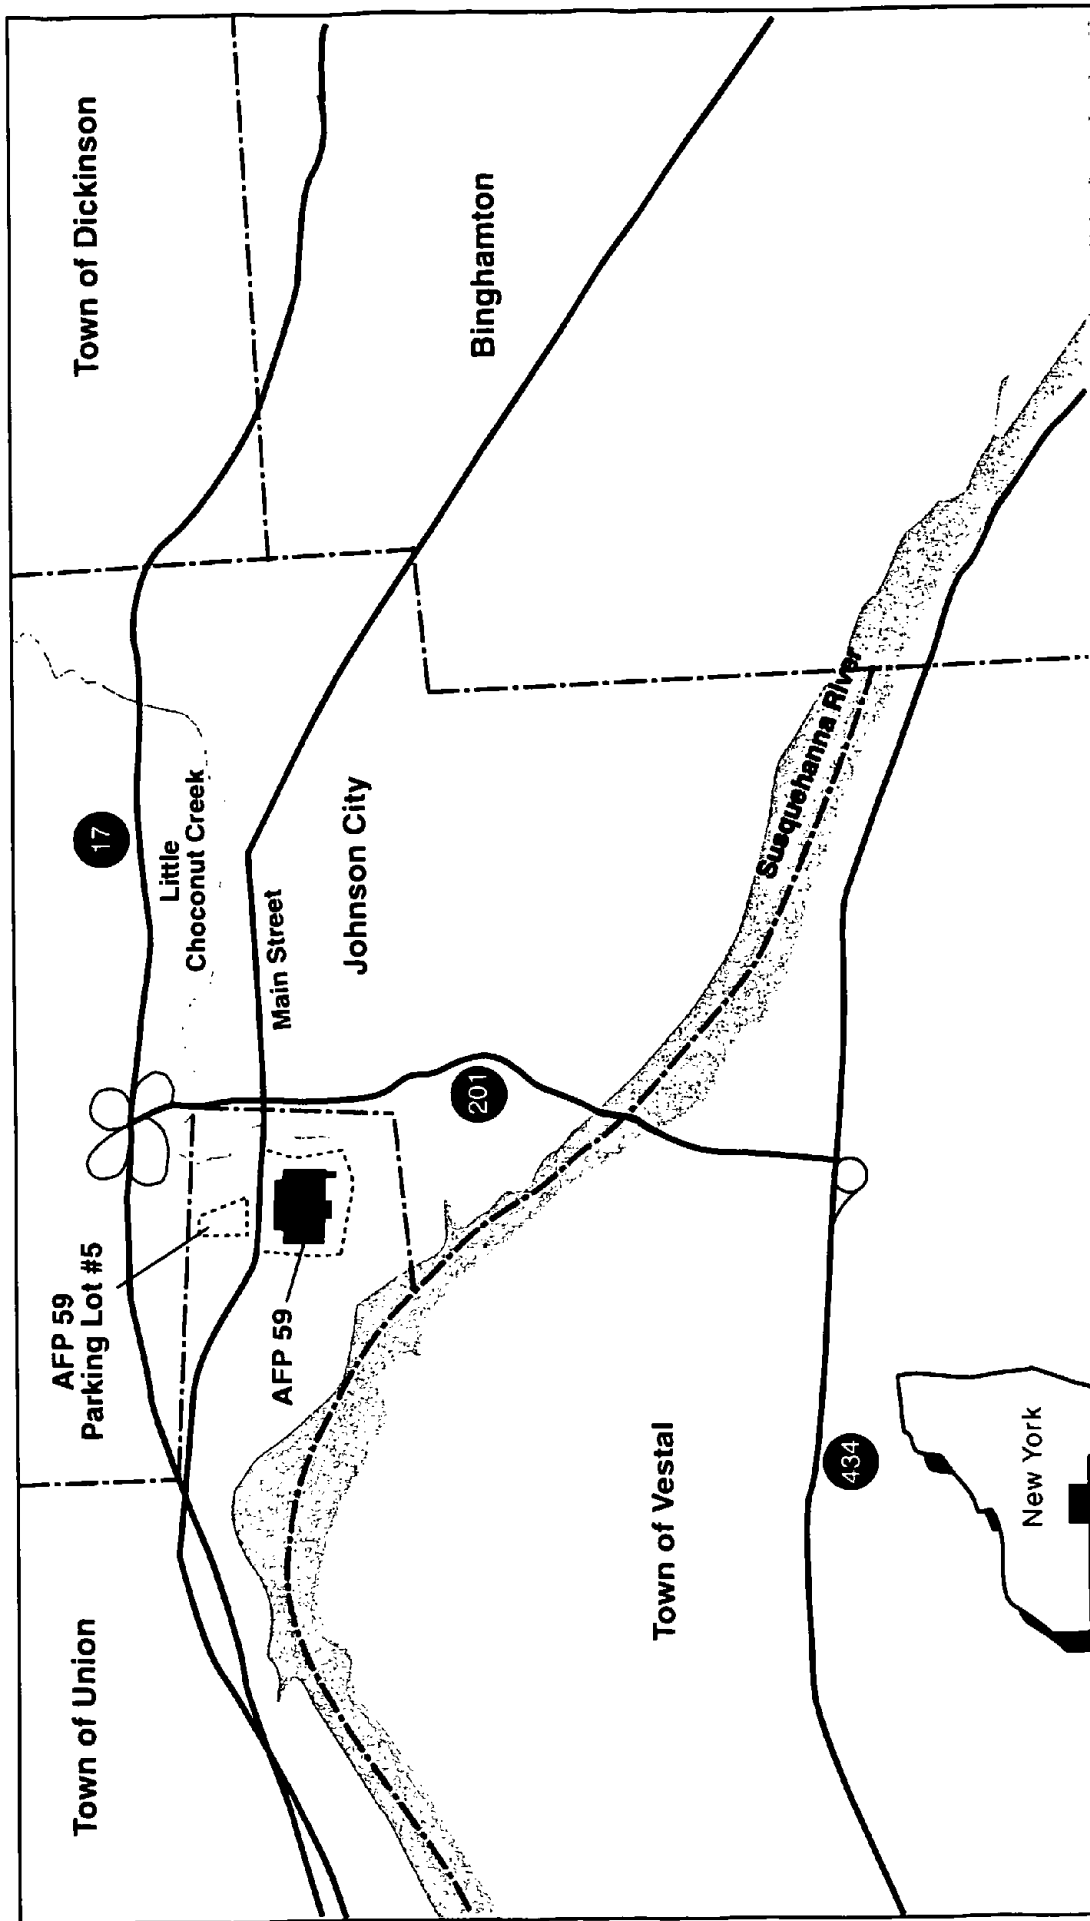 Town of Union
AFP 59
Parking Lot #5
17
Town of Dickinson
Little
Choconut Creek
Main Street
AFP 59
Johnson City
Binghamton
201
Susquehanna River
Town of Vestal
434
New York